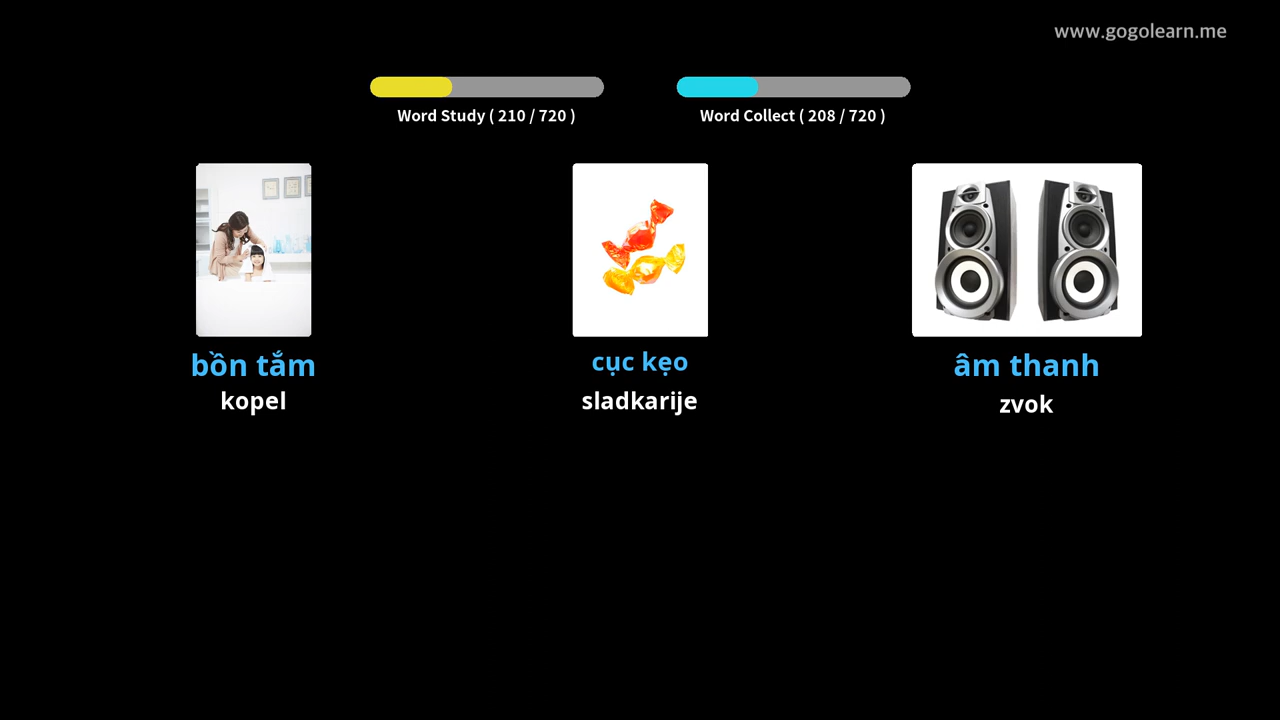 www.gogolearn.me
Word Study ( 210 / 720 )
Word Collect ( 208 / 720 )
bồn tắm
kopel
cục kẹo
sladkarije
âm thanh
zvok